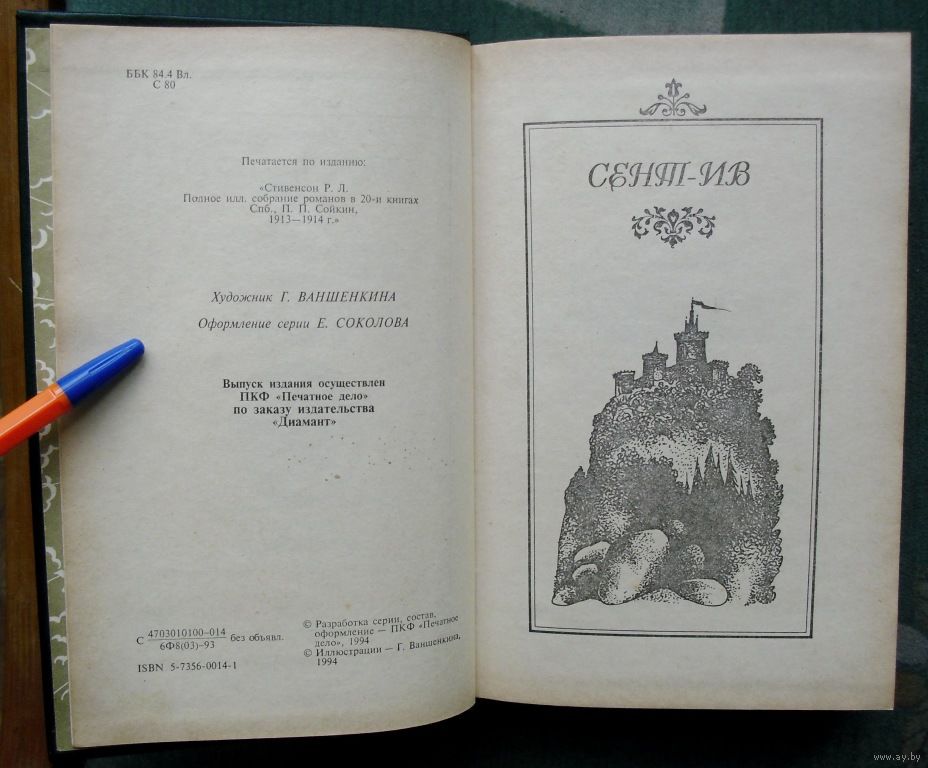 ББК 84.4 Вл.
С 80
Печатается по изданию:
«Стивенсон Р. Л.
Полное илл. собрание романов в 20-и книгах
Спб., П. П. Сойкин,
1913—1914 г.»
Художник Г. ВАНШЕНКИНА
Оформление серии Е. СОКОЛОВА
Выпуск издания осуществлен
ПКФ «Печатное дело»
по заказу издательства
«Диамант»
С 4703010100–014 без объявл.
6Ф8(03)–93
ISBN 5-7356-0014-1
© Разработка серии, состав.
оформление — ПКФ «Печатное
дело», 1994
© Иллюстрации — Г. Ваншенкина,
1994
СЕНТ-ИВ
www.ay.by